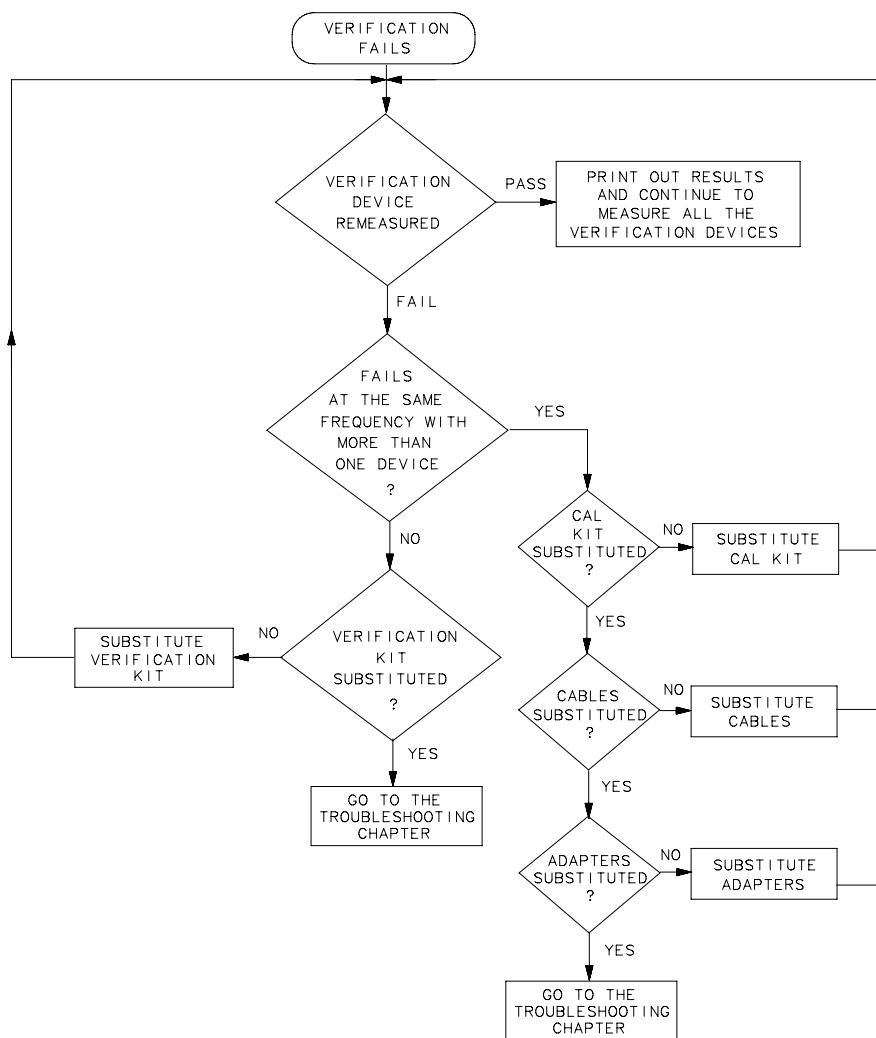 VERIFICATION
FAILS
VERIFICATION
DEVICE
REMEASURED
PASS
PRINT OUT RESULTS
AND CONTINUE TO
MEASURE ALL THE
VERIFICATION DEVICES
FAIL
FAILS
AT THE SAME
FREQUENCY WITH
MORE THAN
ONE DEVICE
?
YES
NO
CAL
KIT
SUBSTITUTED
?
NO
SUBSTITUTE
CAL KIT
YES
VERIFICATION
KIT
SUBSTITUTED
?
NO
SUBSTITUTE
VERIFICATION
KIT
YES
GO TO THE
TROUBLESHOOTING
CHAPTER
CABLES
SUBSTITUTED
?
NO
SUBSTITUTE
CABLES
YES
ADAPTERS
SUBSTITUTED
?
NO
SUBSTITUTE
ADAPTERS
YES
GO TO THE
TROUBLESHOOTING
CHAPTER